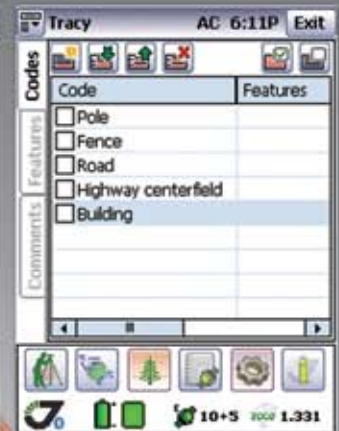 Tracy AC 6:11P Exit
Codes
Features
Comments
Code Features
Pole
Fence
Road
Highway centerfield
Building
10+5 1.331